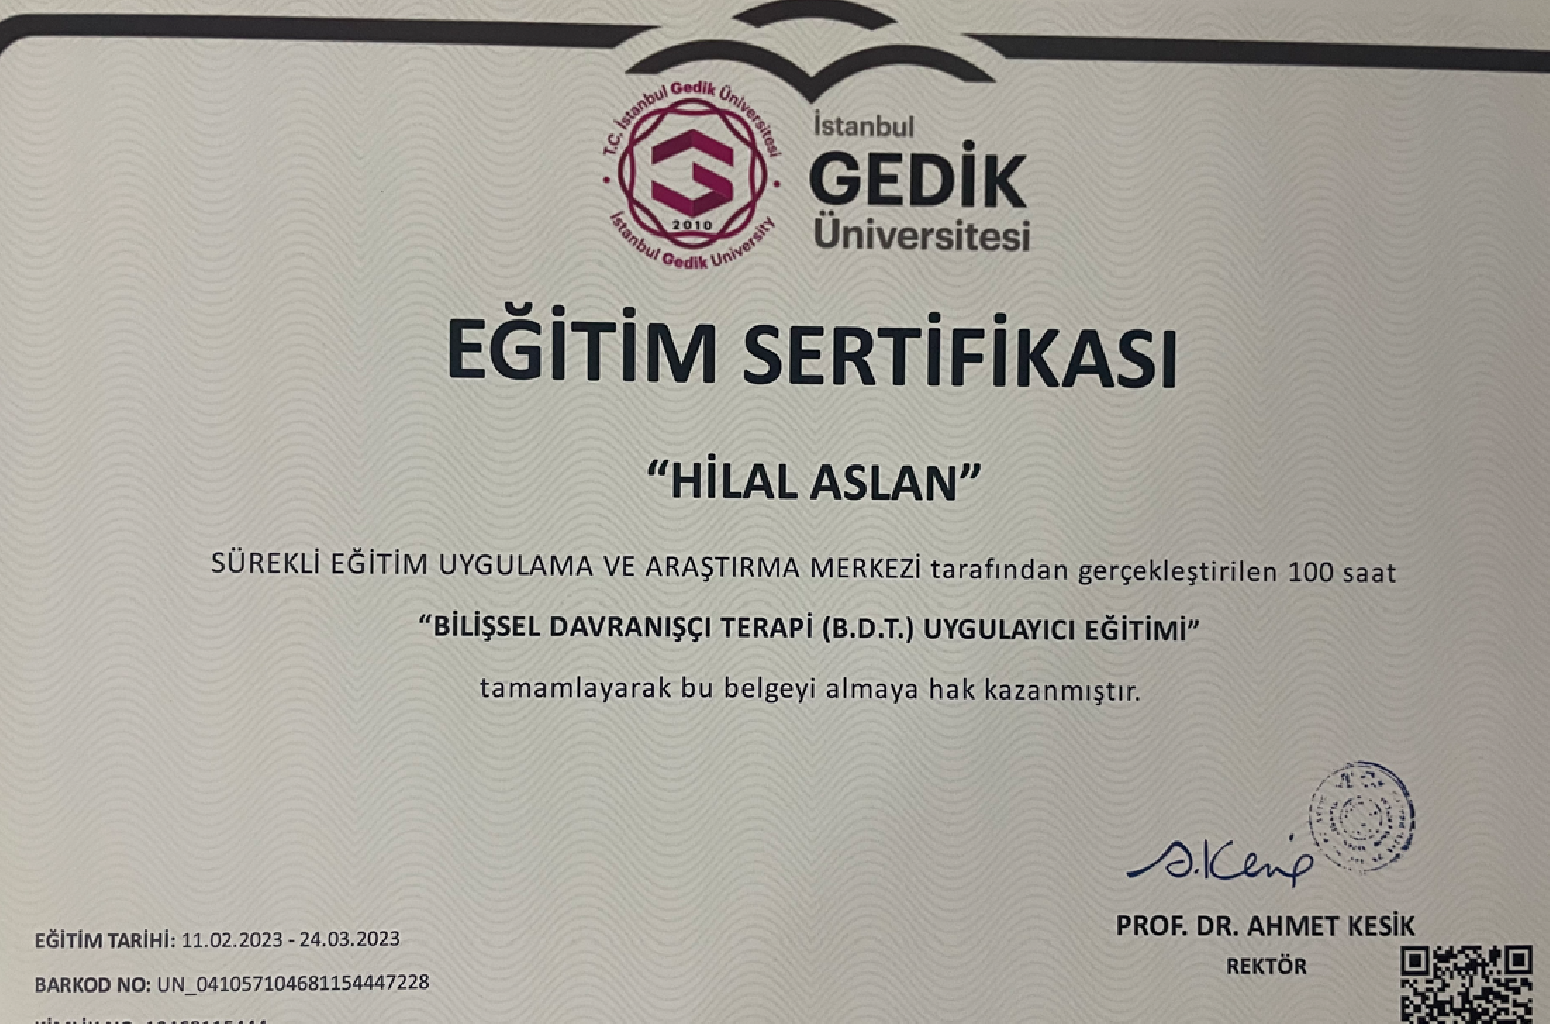 T.C. İstanbul Gedik Üniversitesi
2010
İstanbul Gedik University
İstanbul
GEDİK
Üniversitesi
EĞİTİM SERTİFİKASI
“HİLAL ASLAN”
SÜREKLİ EĞİTİM UYGULAMA VE ARAŞTIRMA MERKEZİ tarafından gerçekleştirilen 100 saat
“BİLİŞSEL DAVRANIŞÇI TERAPİ (B.D.T.) UYGULAYICI EĞİTİMİ”
tamamlayarak bu belgeyi almaya hak kazanmıştır.
PROF. DR. AHMET KESİK
REKTÖR
EĞİTİM TARİHİ: 11.02.2023 - 24.03.2023
BARKOD NO: UN_041057104681154447228